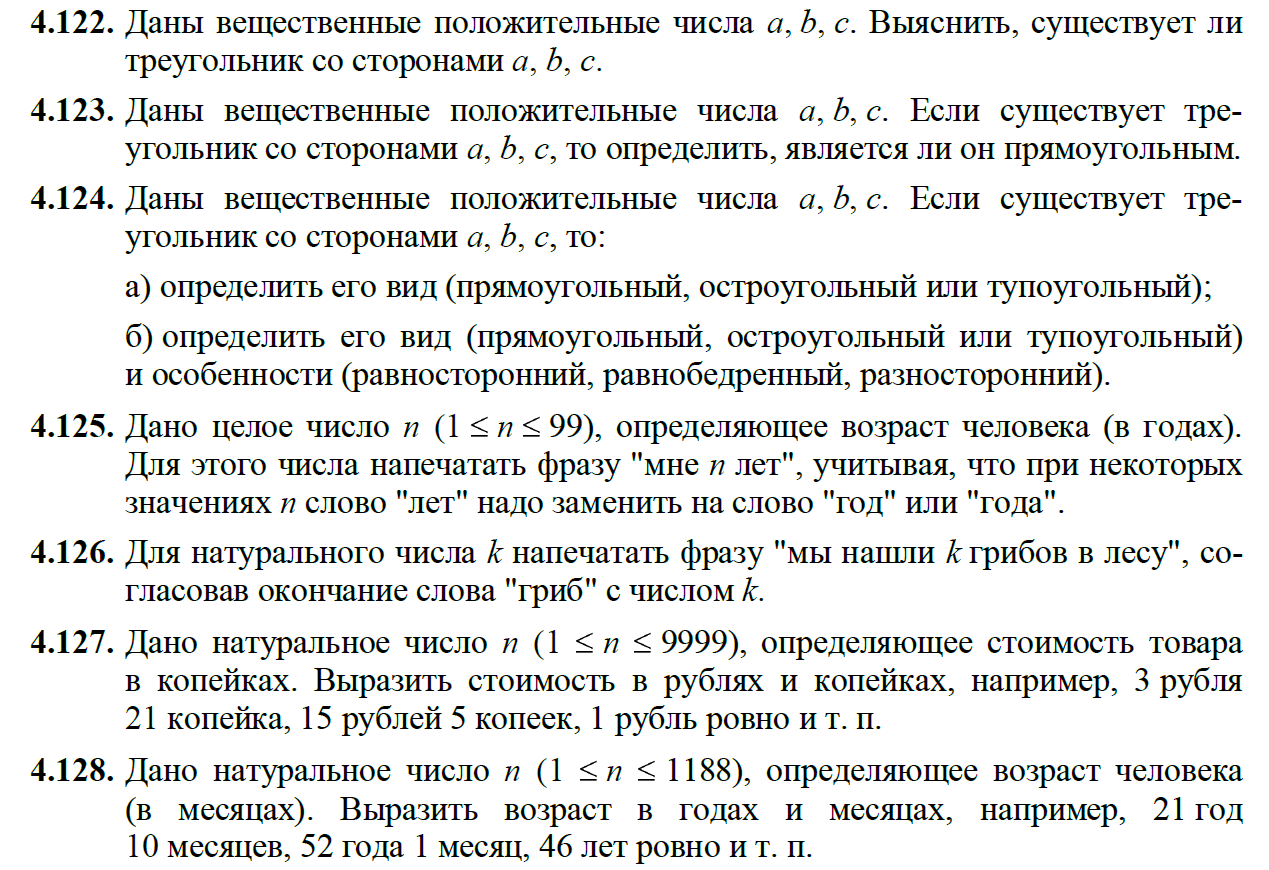 4.122. Даны вещественные положительные числа a, b, c. Выяснить, существует ли
треугольник со сторонами a, b, c.
4.123. Даны вещественные положительные числа a, b, c. Если существует тре-
угольник со сторонами a, b, c, то определить, является ли он прямоугольным.
4.124. Даны вещественные положительные числа a, b, c. Если существует тре-
угольник со сторонами a, b, c, то:
а) определить его вид (прямоугольный, остроугольный или тупоугольный);
б) определить его вид (прямоугольный, остроугольный или тупоугольный)
и особенности (равносторонний, равнобедренный, разносторонний).
4.125. Дано целое число n (1 ≤ n ≤ 99), определяющее возраст человека (в годах).
Для этого числа напечатать фразу "мне n лет", учитывая, что при некоторых
значениях n слово "лет" надо заменить на слово "год" или "года".
4.126. Для натурального числа k напечатать фразу "мы нашли k грибов в лесу", со-
гласовав окончание слова "гриб" с числом k.
4.127. Дано натуральное число n (1 ≤ n ≤ 9999), определяющее стоимость товара
в копейках. Выразить стоимость в рублях и копейках, например, 3 рубля
21 копейка, 15 рублей 5 копеек, 1 рубль ровно и т. п.
4.128. Дано натуральное число n (1 ≤ n ≤ 1188), определяющее возраст человека
(в месяцах). Выразить возраст в годах и месяцах, например, 21 год
10 месяцев, 52 года 1 месяц, 46 лет ровно и т. п.